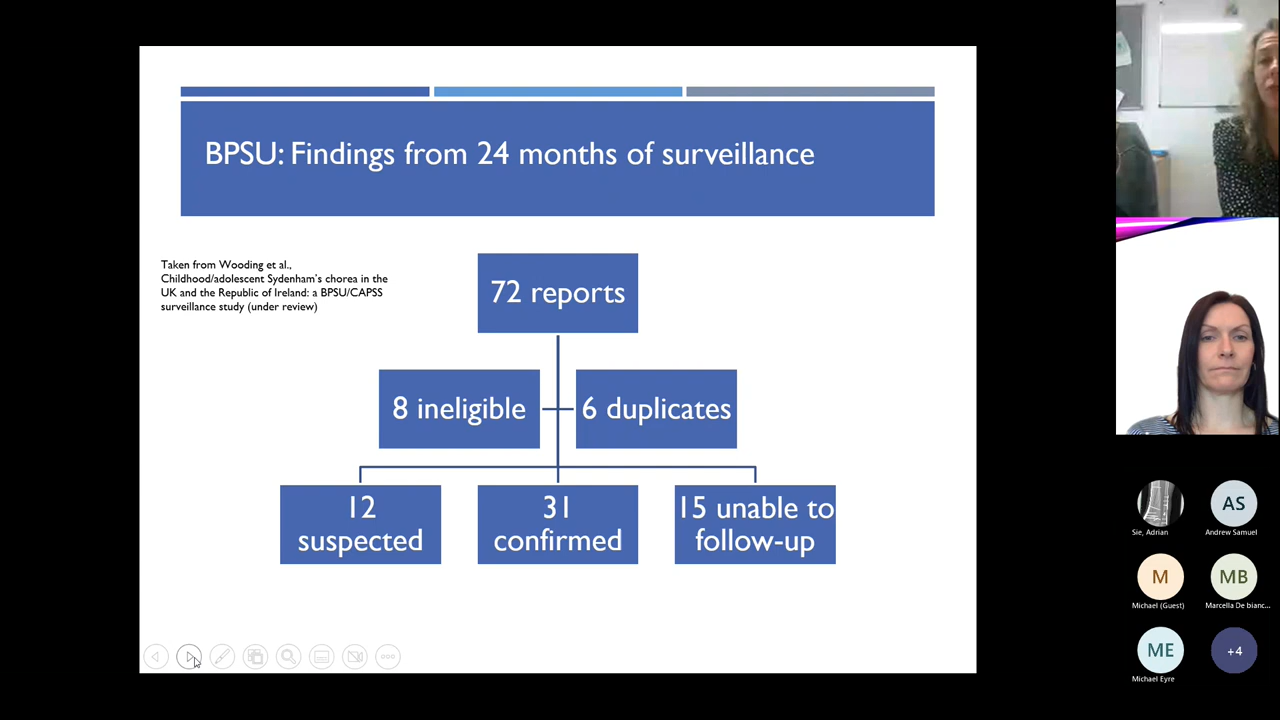 BPSU: Findings from 24 months of surveillance
Taken from Wooding et al.,
Childhood/adolescent Sydenham's chorea in the
UK and the Republic of Ireland: a BPSU/CAPSS
surveillance study (under review)
72 reports
8 ineligible
6 duplicates
12
suspected
31
confirmed
15 unable to
follow-up
AS
Sie, Adrian
Andrew Samuel
M
MB
Michael (Guest)
Marcella De bianc...
ME
+4
Michael Eyre